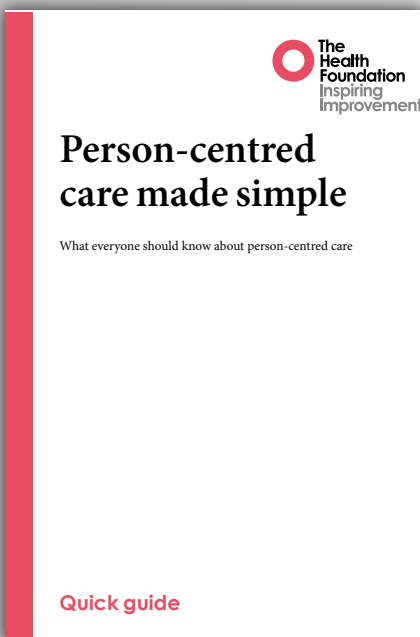 The
Health
Foundation
Inspiring
Improvement
Person-centred
care made simple
What everyone should know about person-centred care
Quick guide